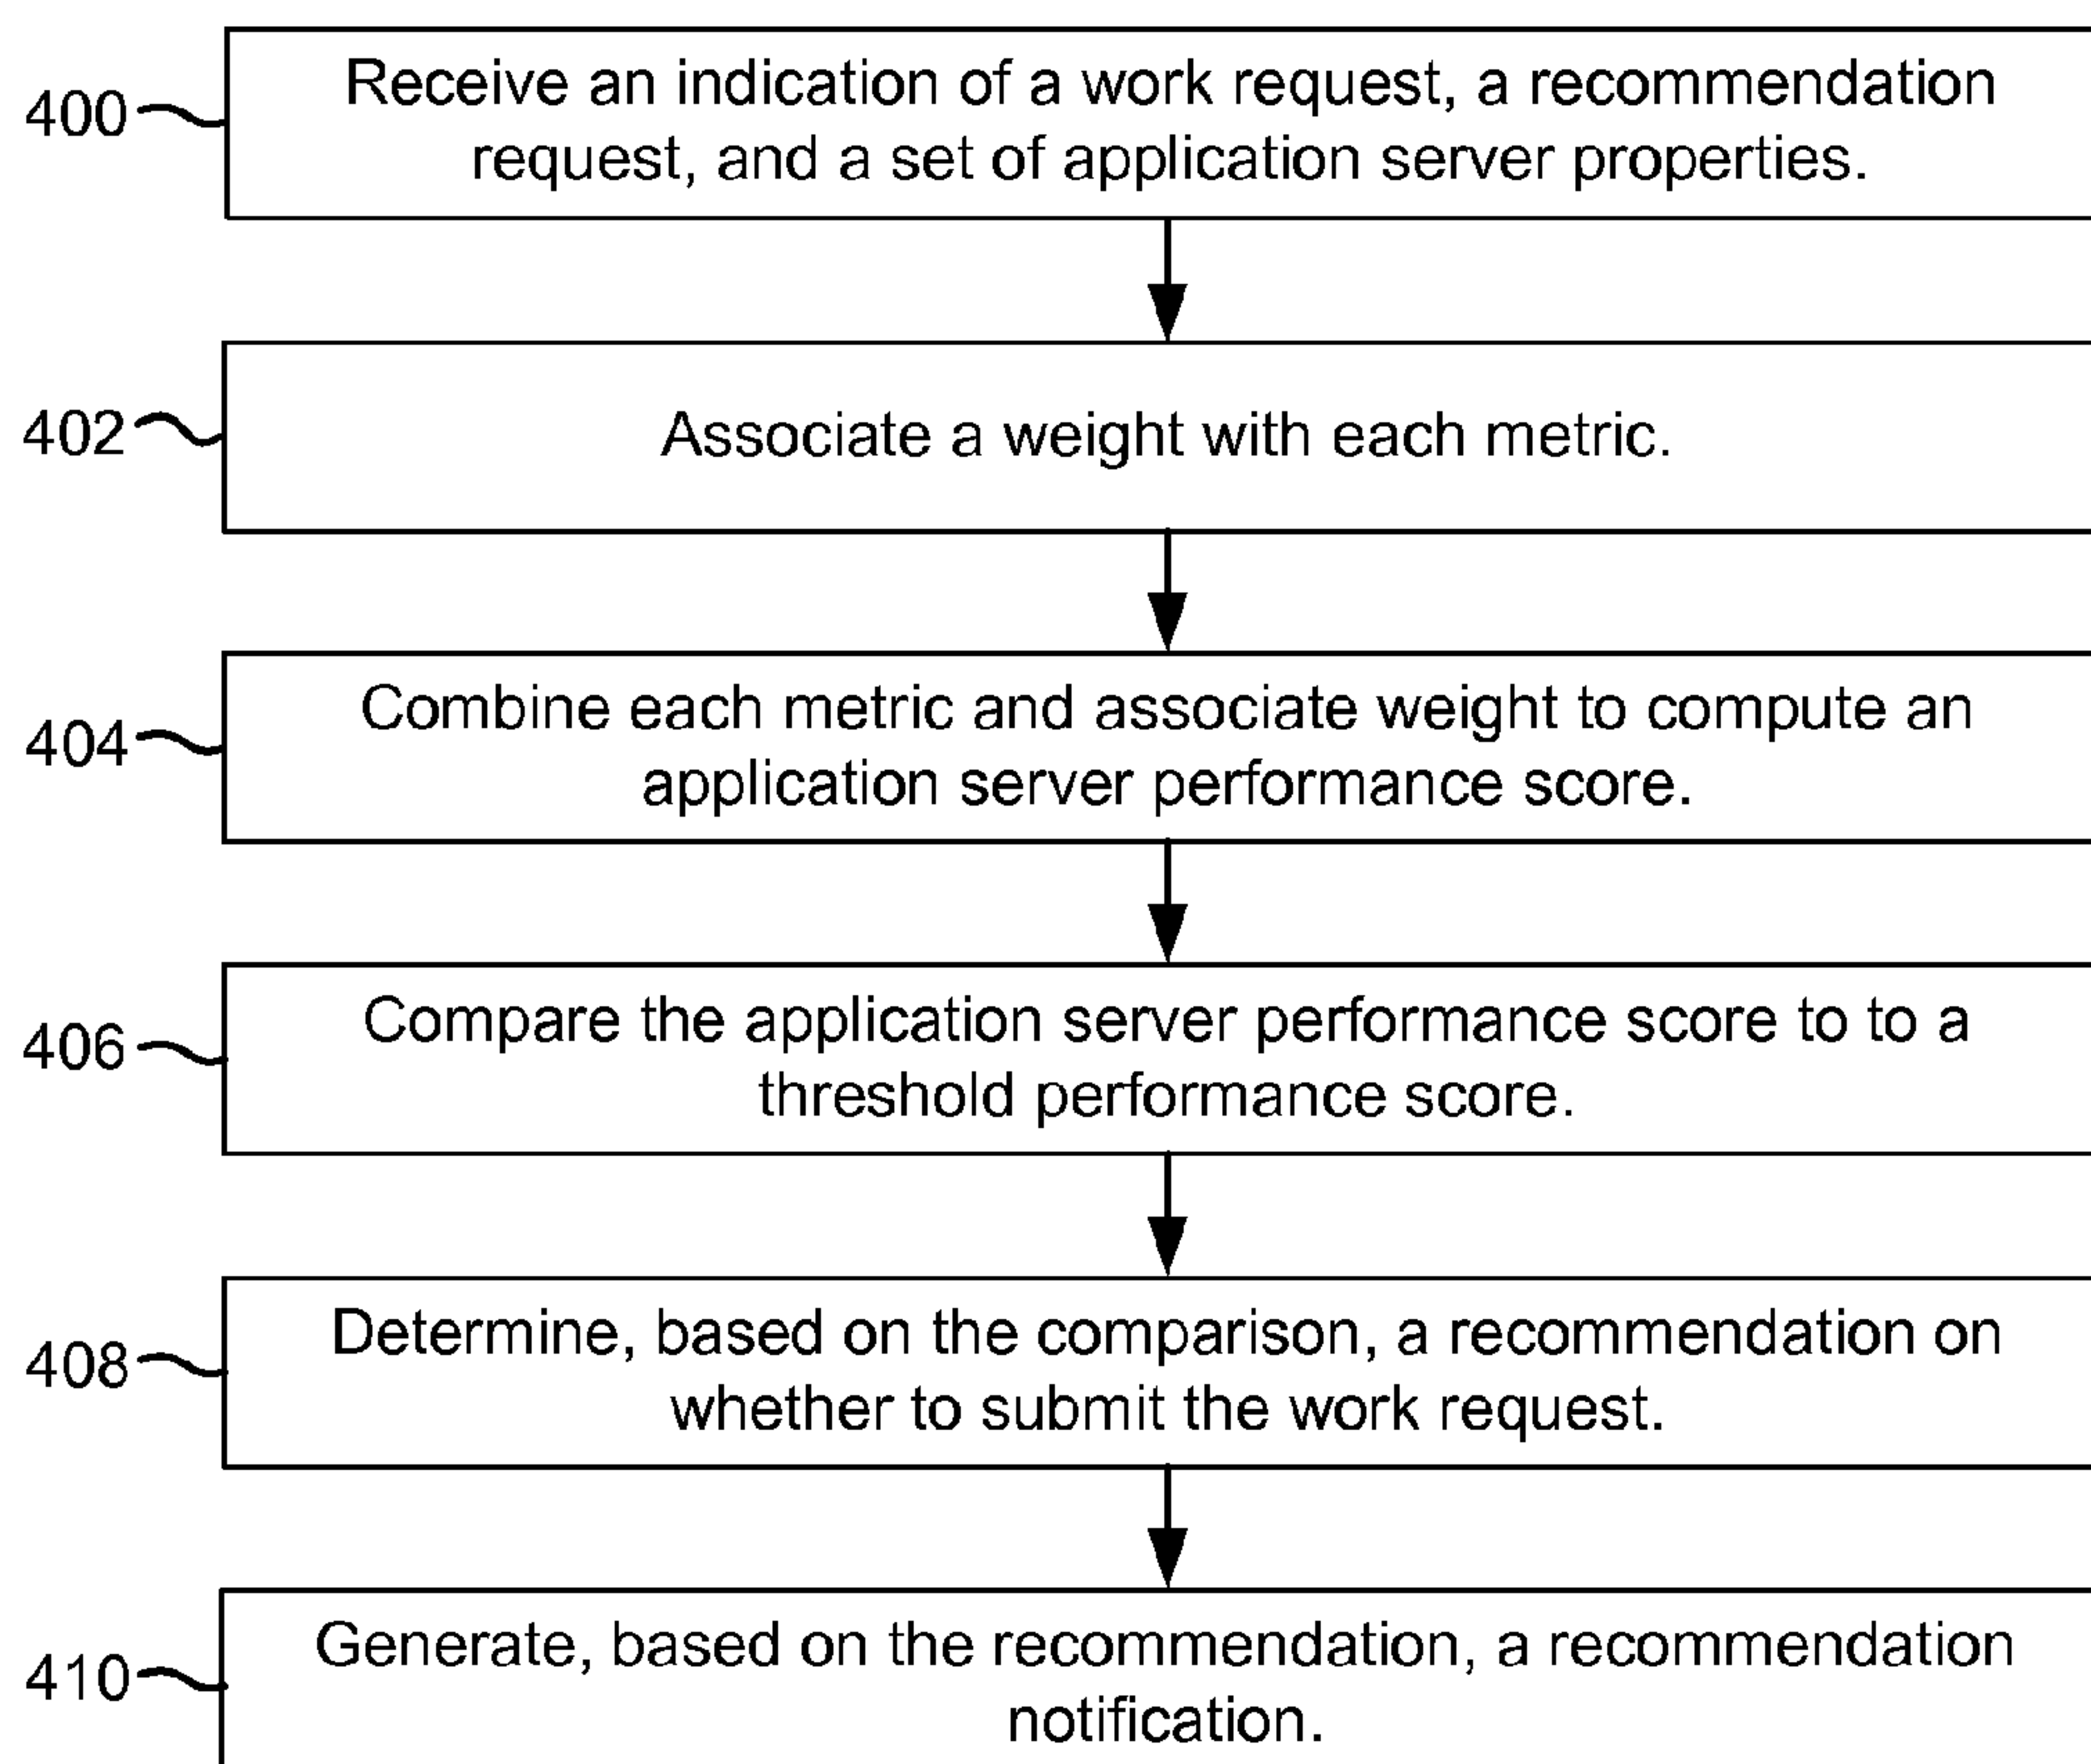 400
Receive an indication of a work request, a recommendation
request, and a set of application server properties.
402
Associate a weight with each metric.
404
Combine each metric and associate weight to compute an
application server performance score.
406
Compare the application server performance score to to a
threshold performance score.
408
Determine, based on the comparison, a recommendation on
whether to submit the work request.
410
Generate, based on the recommendation, a recommendation
notification.